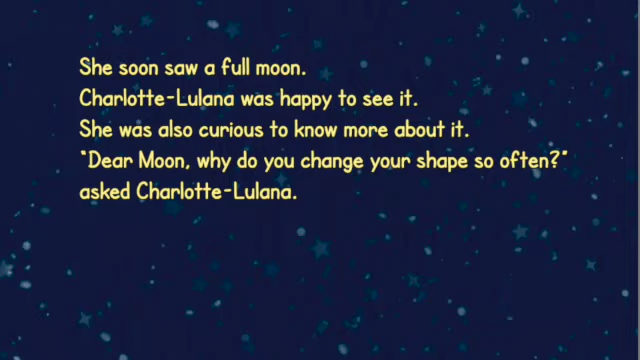 She soon saw a full moon.
Charlotte-Lulana was happy to see it.
She was also curious to know more about it.
"Dear Moon, why do you change your shape so often?"
asked Charlotte-Lulana.